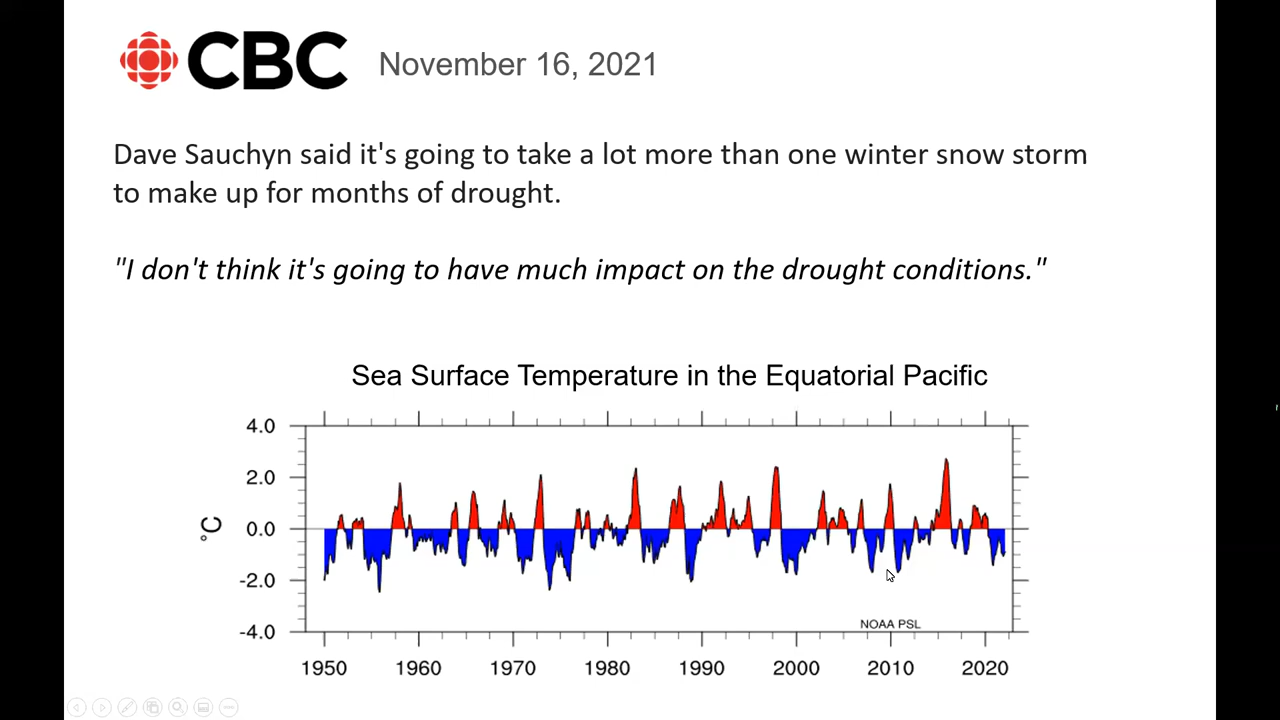 CBC November 16, 2021
Dave Sauchyn said it's going to take a lot more than one winter snow storm
to make up for months of drought.
"I don't think it's going to have much impact on the drought conditions."
Sea Surface Temperature in the Equatorial Pacific
4.0
2.0
0.0
-2.0
-4.0
°C
NOAA PSL
1950 1960 1970 1980 1990 2000 2010 2020